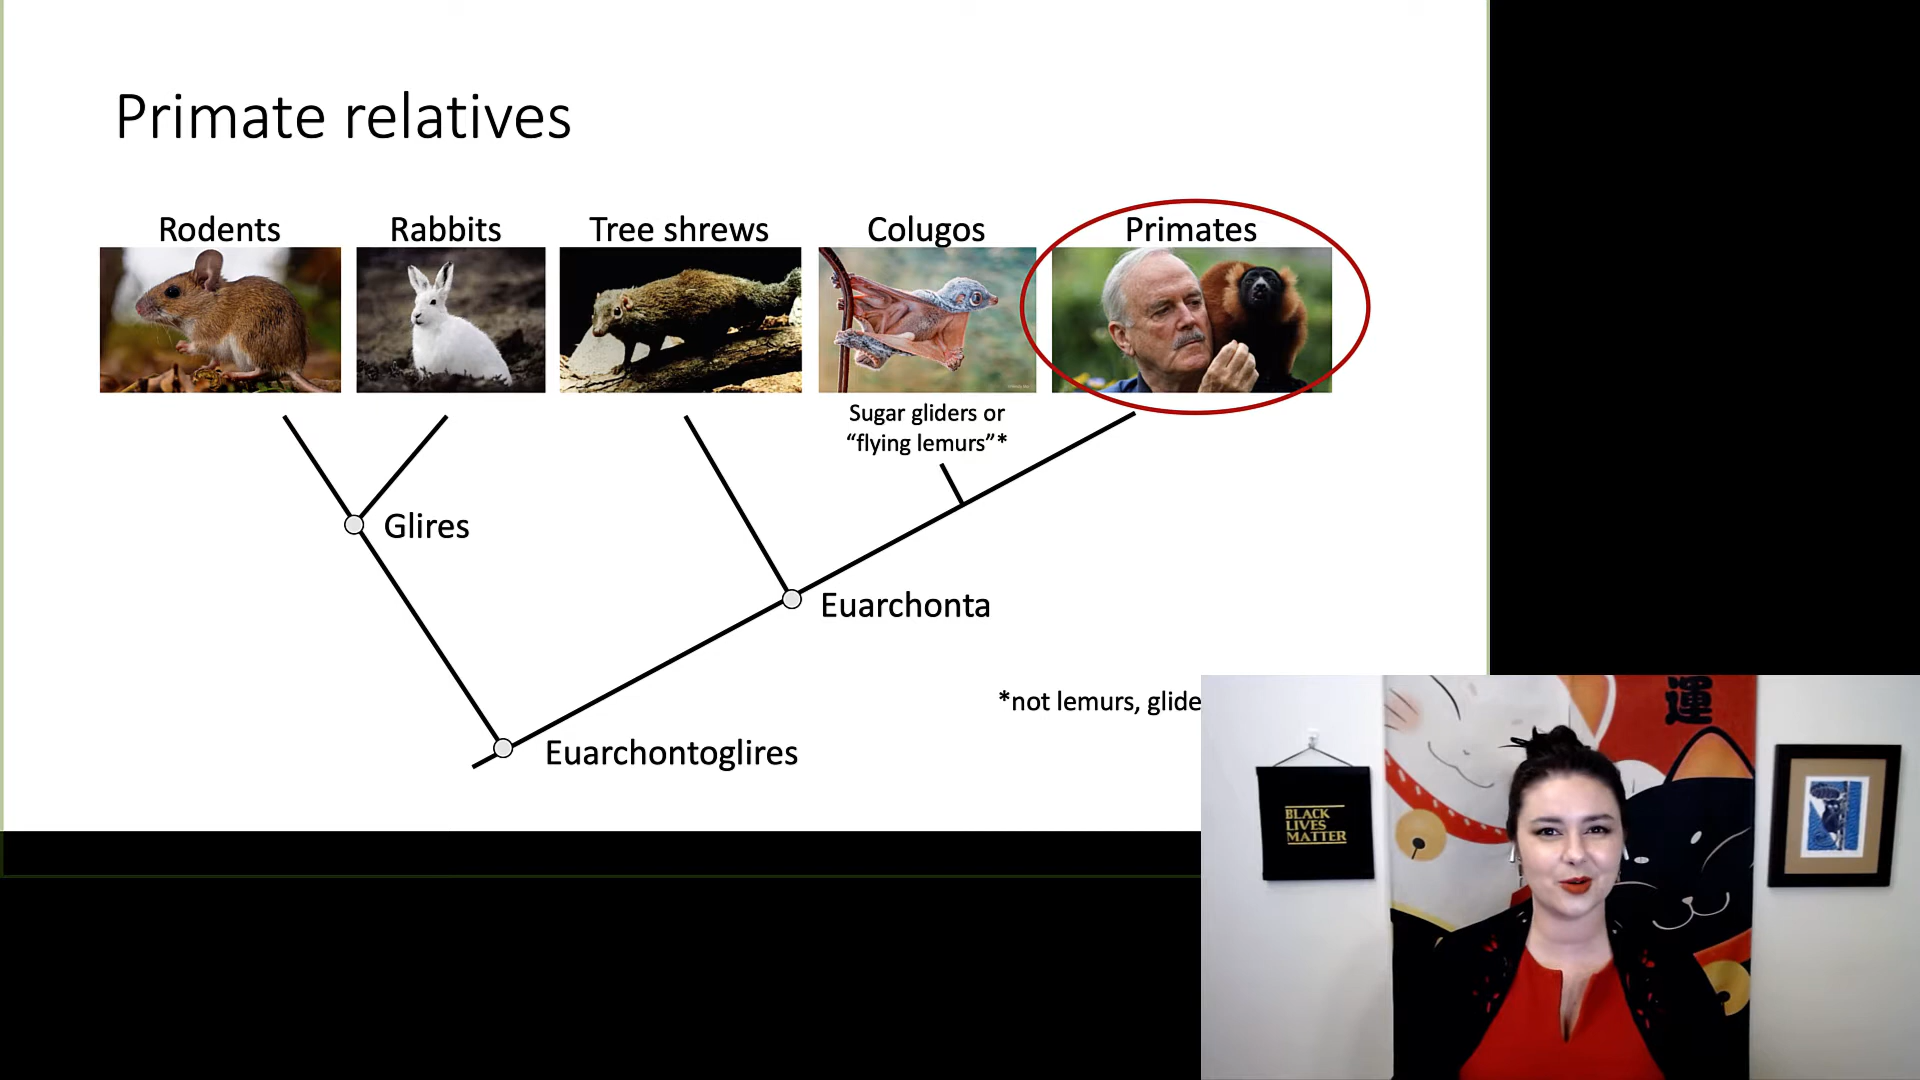 Primate relatives
Rodents
Rabbits
Tree shrews
Colugos
Primates
Sugar gliders or
“flying lemurs”*
Glires
Euarchonta
*not lemurs, glide
Euarchontoglires
運
BLACK
LIVES
MATTER